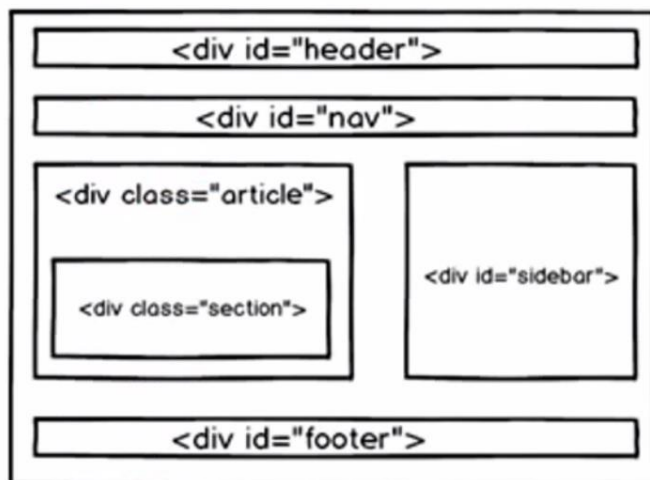 <div id="header">
<div id="nav">
<div class="article">
<div class="section">
<div id="sidebar">
<div id="footer">